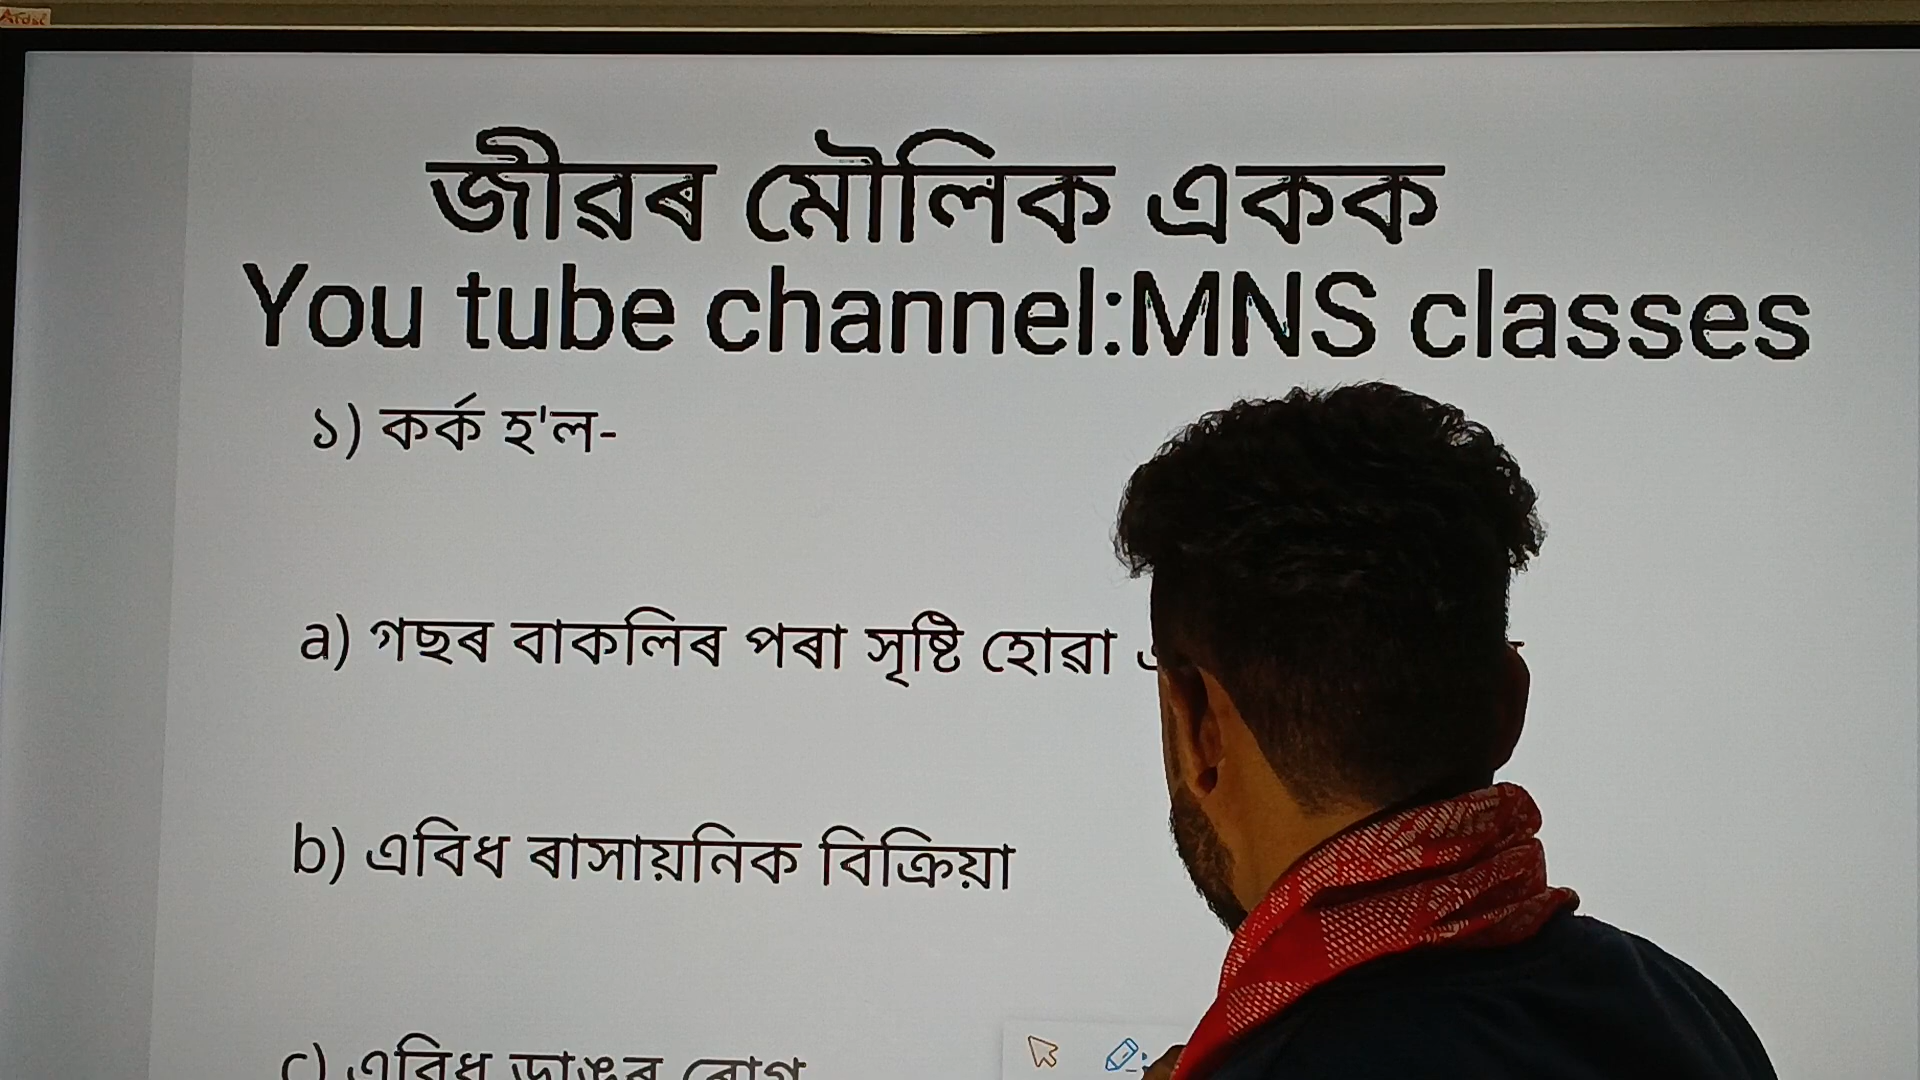 জীৱৰ মৌলিক একক
You tube channel:MNS classes
১) কৰ্ক হ'ল-
a) গছৰ বাকলিৰ পৰা সৃষ্টি হোৱা
b) এবিধ ৰাসায়নিক বিক্ৰিয়া
c) এবিধ ডাঙৰ ৰোগ